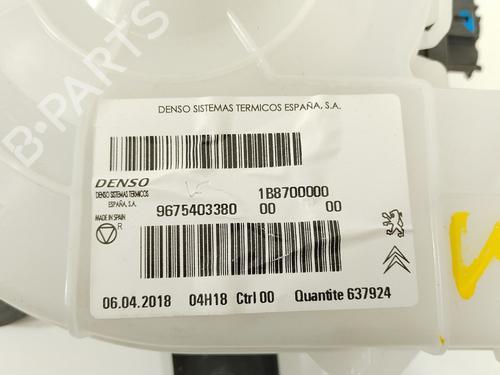 B-PARTS
DENSO SISTEMAS TERMICOS ESPAÑA, S.A.
DENSO
DENSO SISTEMAS TERMICOS
ESPAÑA, S.A.
MADE IN SPAIN
R
1B8700000
9675403380 00 00
06.04.2018 04H18 Ctrl 00 Quantite 637924